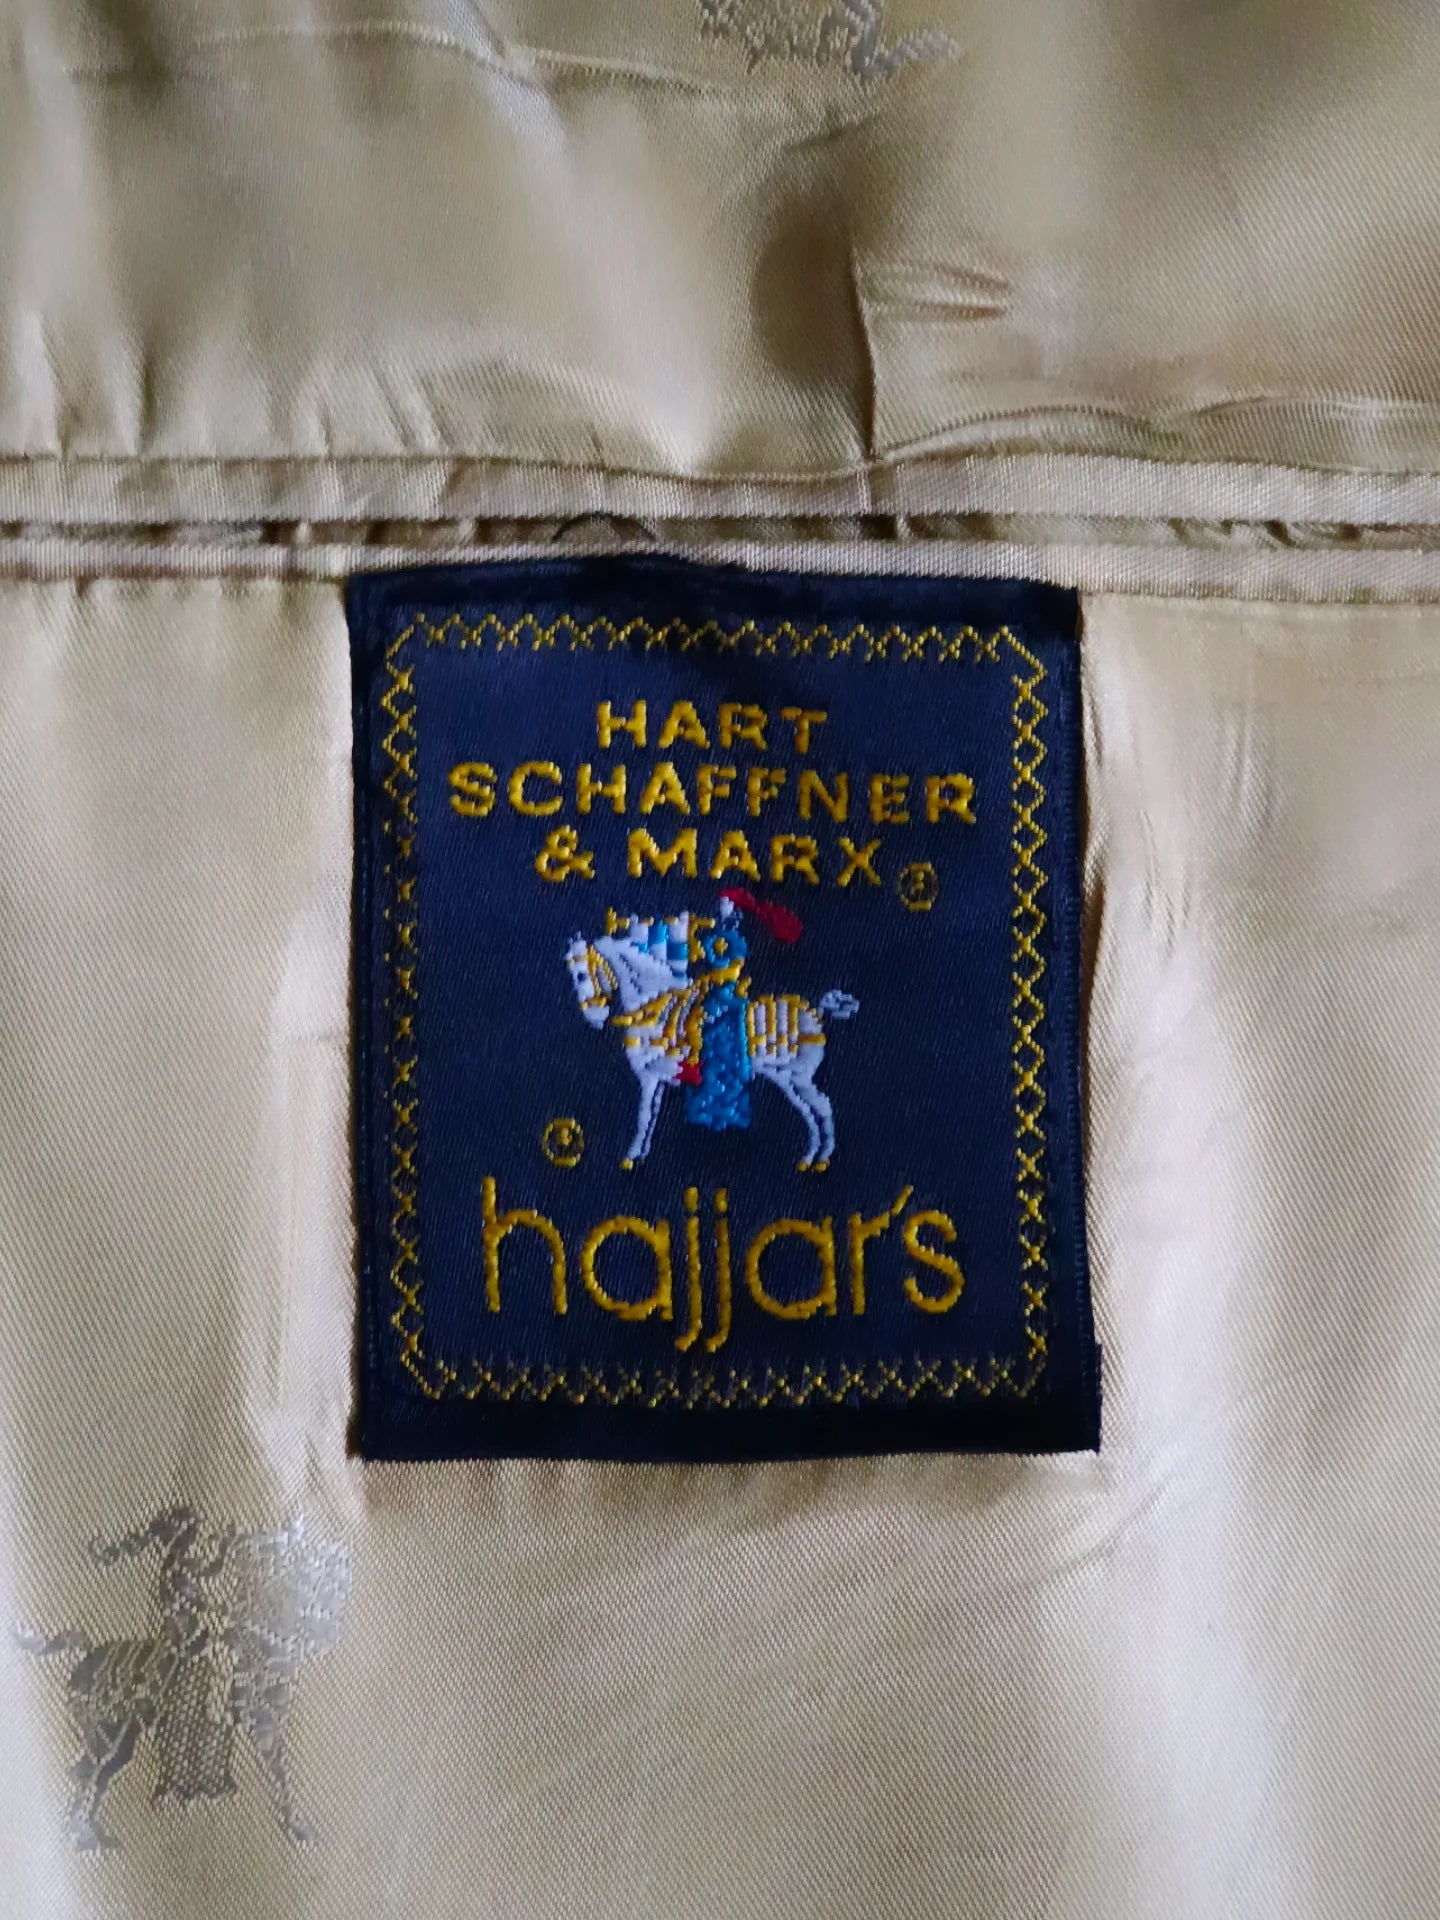 HART
SCHAFFNER
& MARX ®
®
hajjar's